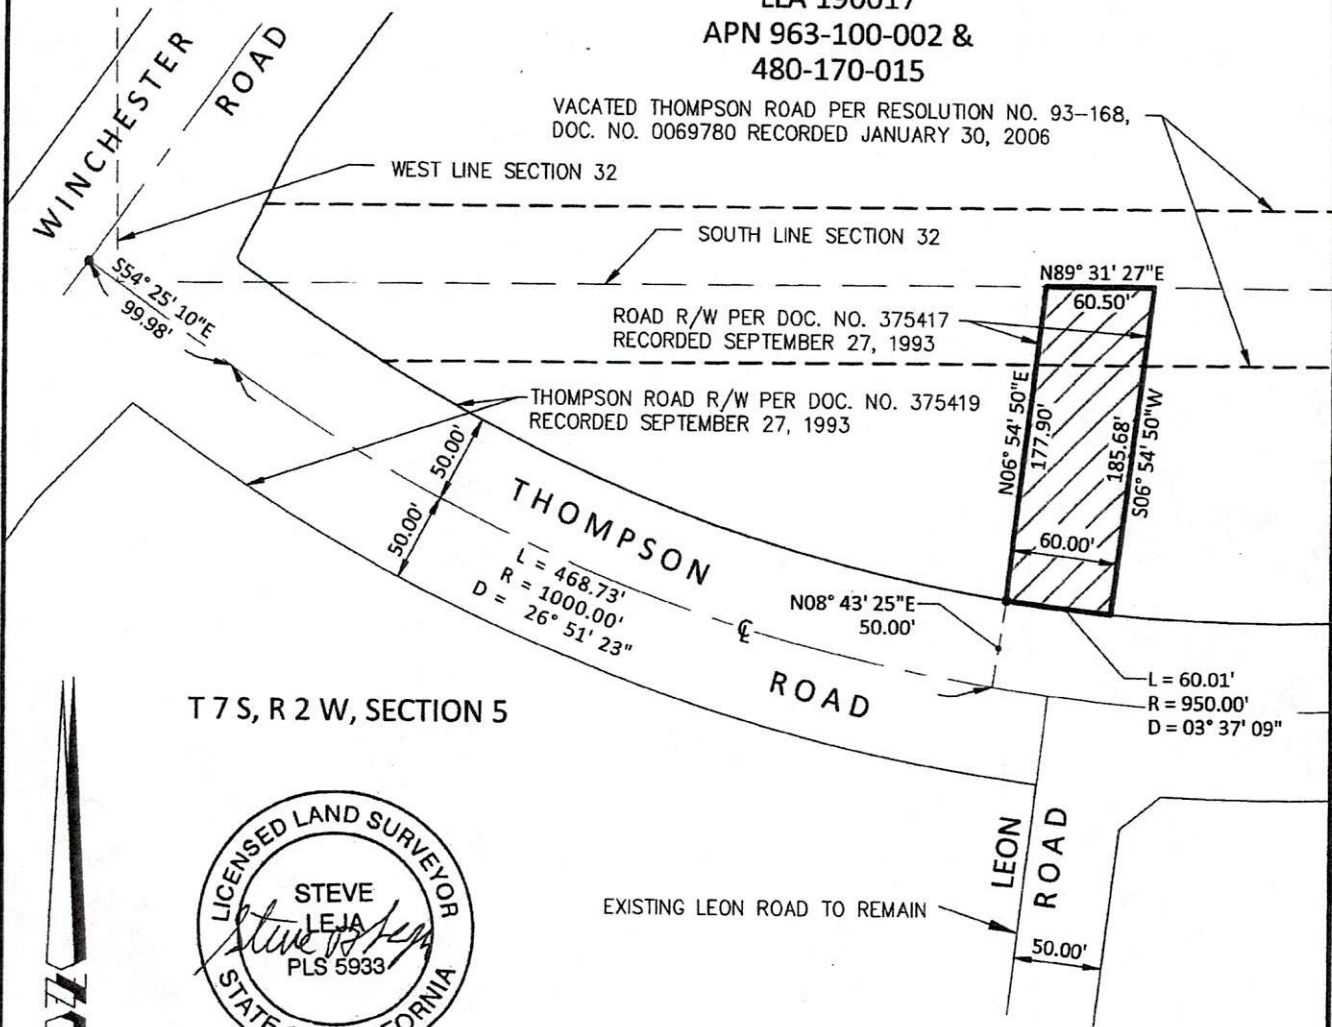 LLA 190017
APN 963-100-002 &
480-170-015
VACATED THOMPSON ROAD PER RESOLUTION NO. 93-168,
DOC. NO. 0069780 RECORDED JANUARY 30, 2006
WINCHESTER
ROAD
WEST LINE SECTION 32
SOUTH LINE SECTION 32
S54° 25' 10"E
99.98'
N89° 31' 27"E
60.50'
ROAD R/W PER DOC. NO. 375417
RECORDED SEPTEMBER 27, 1993
THOMPSON ROAD R/W PER DOC. NO. 375419
RECORDED SEPTEMBER 27, 1993
N06° 54' 50"E
177.90'
185.68'
S06° 54' 50"W
50.00'
50.00'
THOMPSON
ROAD
L = 468.73'
R = 1000.00'
D = 26° 51' 23"
℄
60.00'
N08° 43' 25"E
50.00'
L = 60.01'
R = 950.00'
D = 03° 37' 09"
T 7 S, R 2 W, SECTION 5
LICENSED LAND SURVEYOR
STEVE
LEJA
PLS 5933
LEON
ROAD
EXISTING LEON ROAD TO REMAIN
50.00'